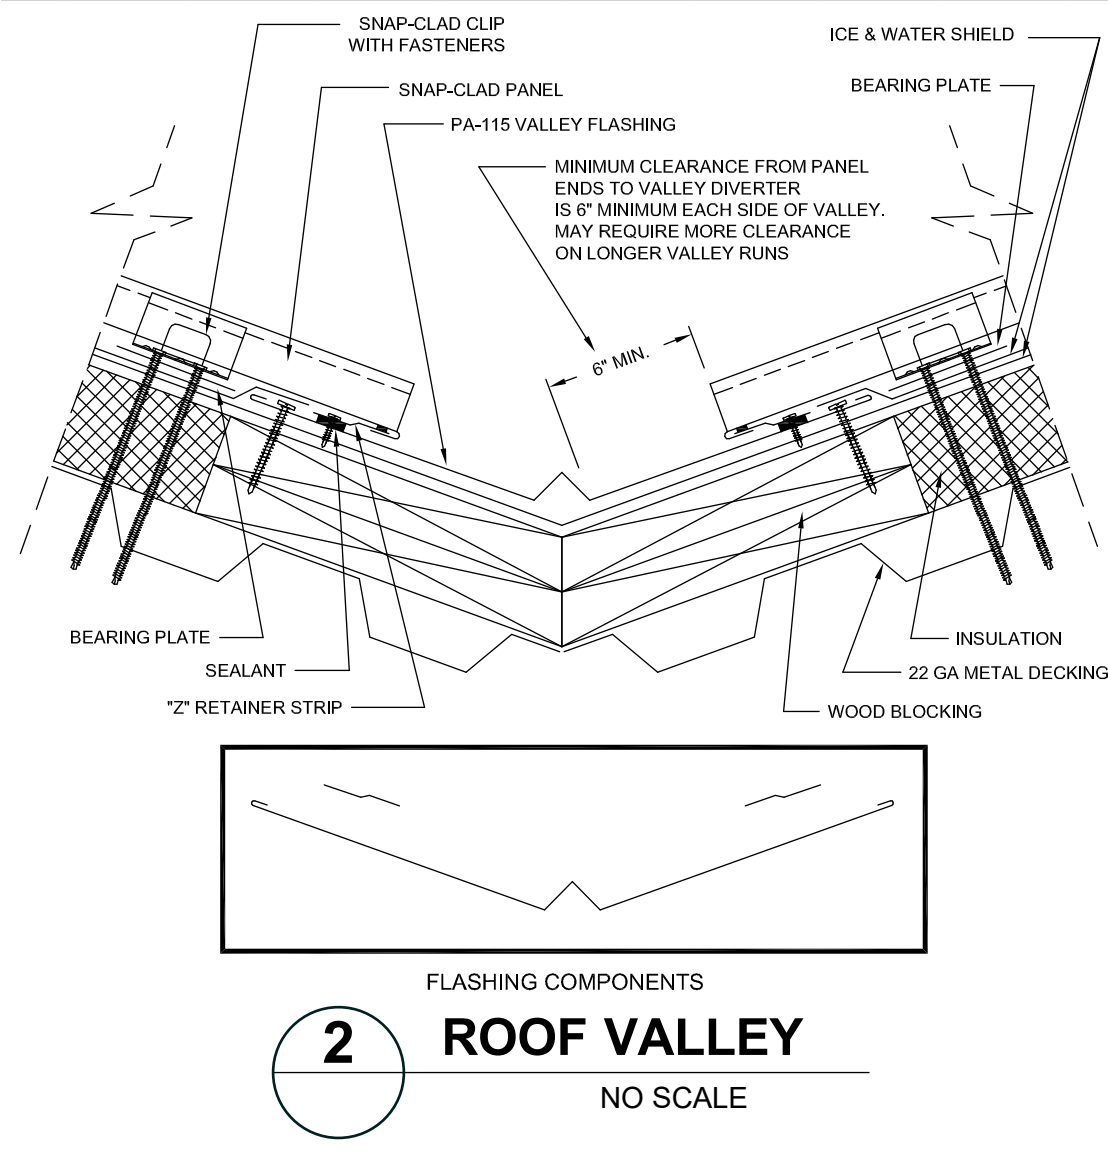 SNAP-CLAD CLIP
WITH FASTENERS
SNAP-CLAD PANEL
PA-115 VALLEY FLASHING
ICE & WATER SHIELD
BEARING PLATE
MINIMUM CLEARANCE FROM PANEL
ENDS TO VALLEY DIVERTER
IS 6" MINIMUM EACH SIDE OF VALLEY.
MAY REQUIRE MORE CLEARANCE
ON LONGER VALLEY RUNS
6" MIN.
BEARING PLATE
SEALANT
"Z" RETAINER STRIP
INSULATION
22 GA METAL DECKING
WOOD BLOCKING
FLASHING COMPONENTS
2
ROOF VALLEY
NO SCALE